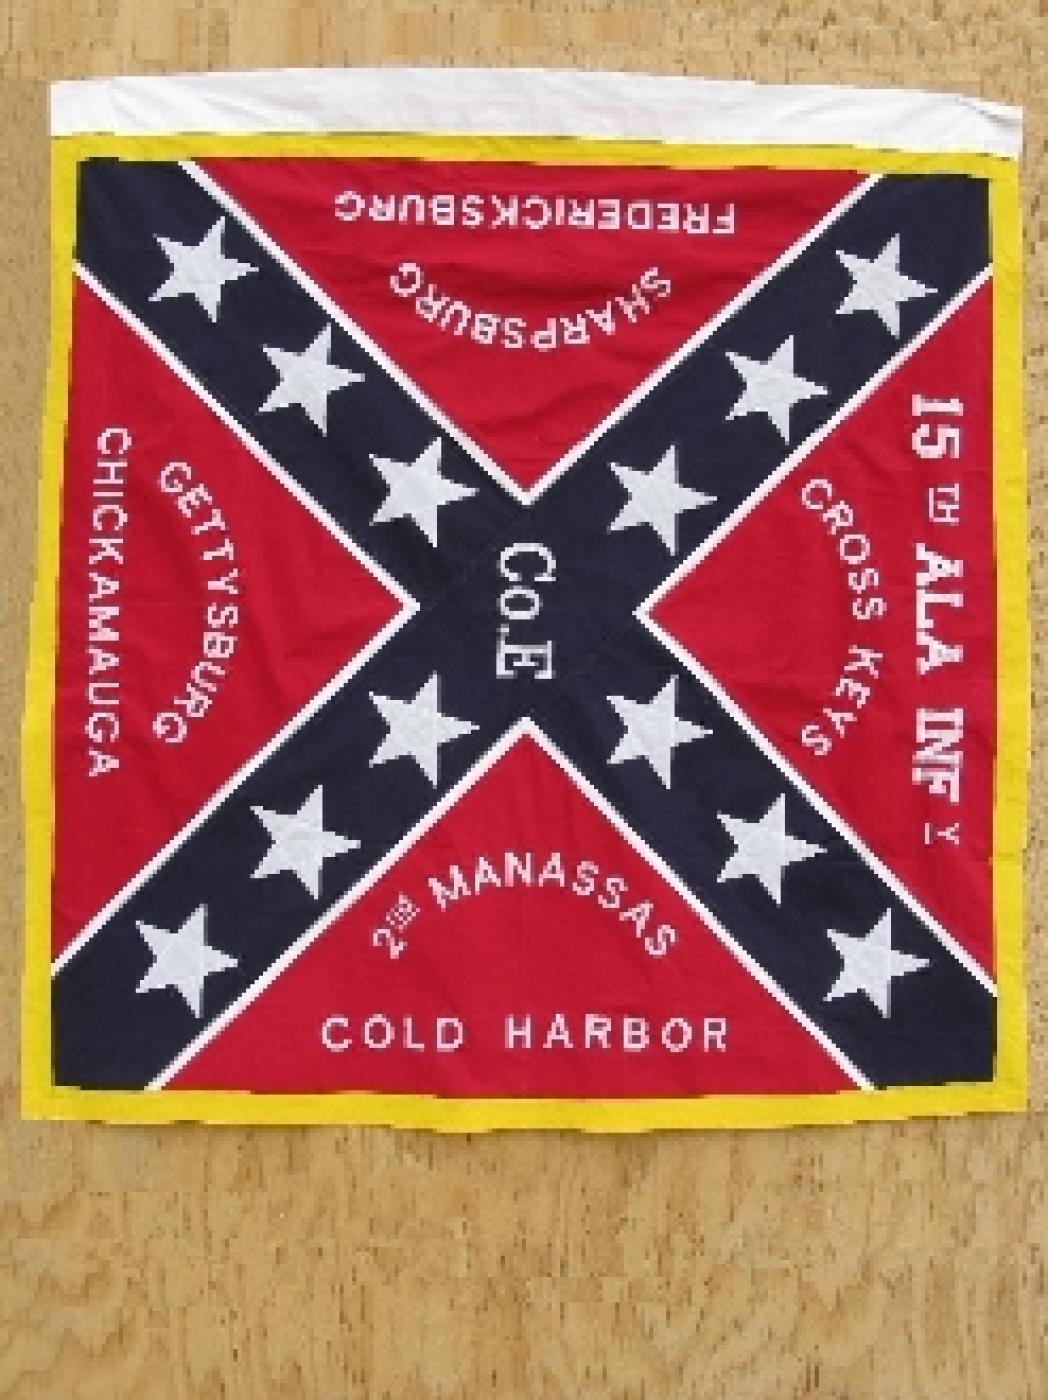 FREDERICKSBURG
SHARPSBURG
15TH ALA INFY
CROSS KEYS
Co.E
GETTYSBURG
CHICKAMAUGA
2ND MANASSAS
COLD HARBOR